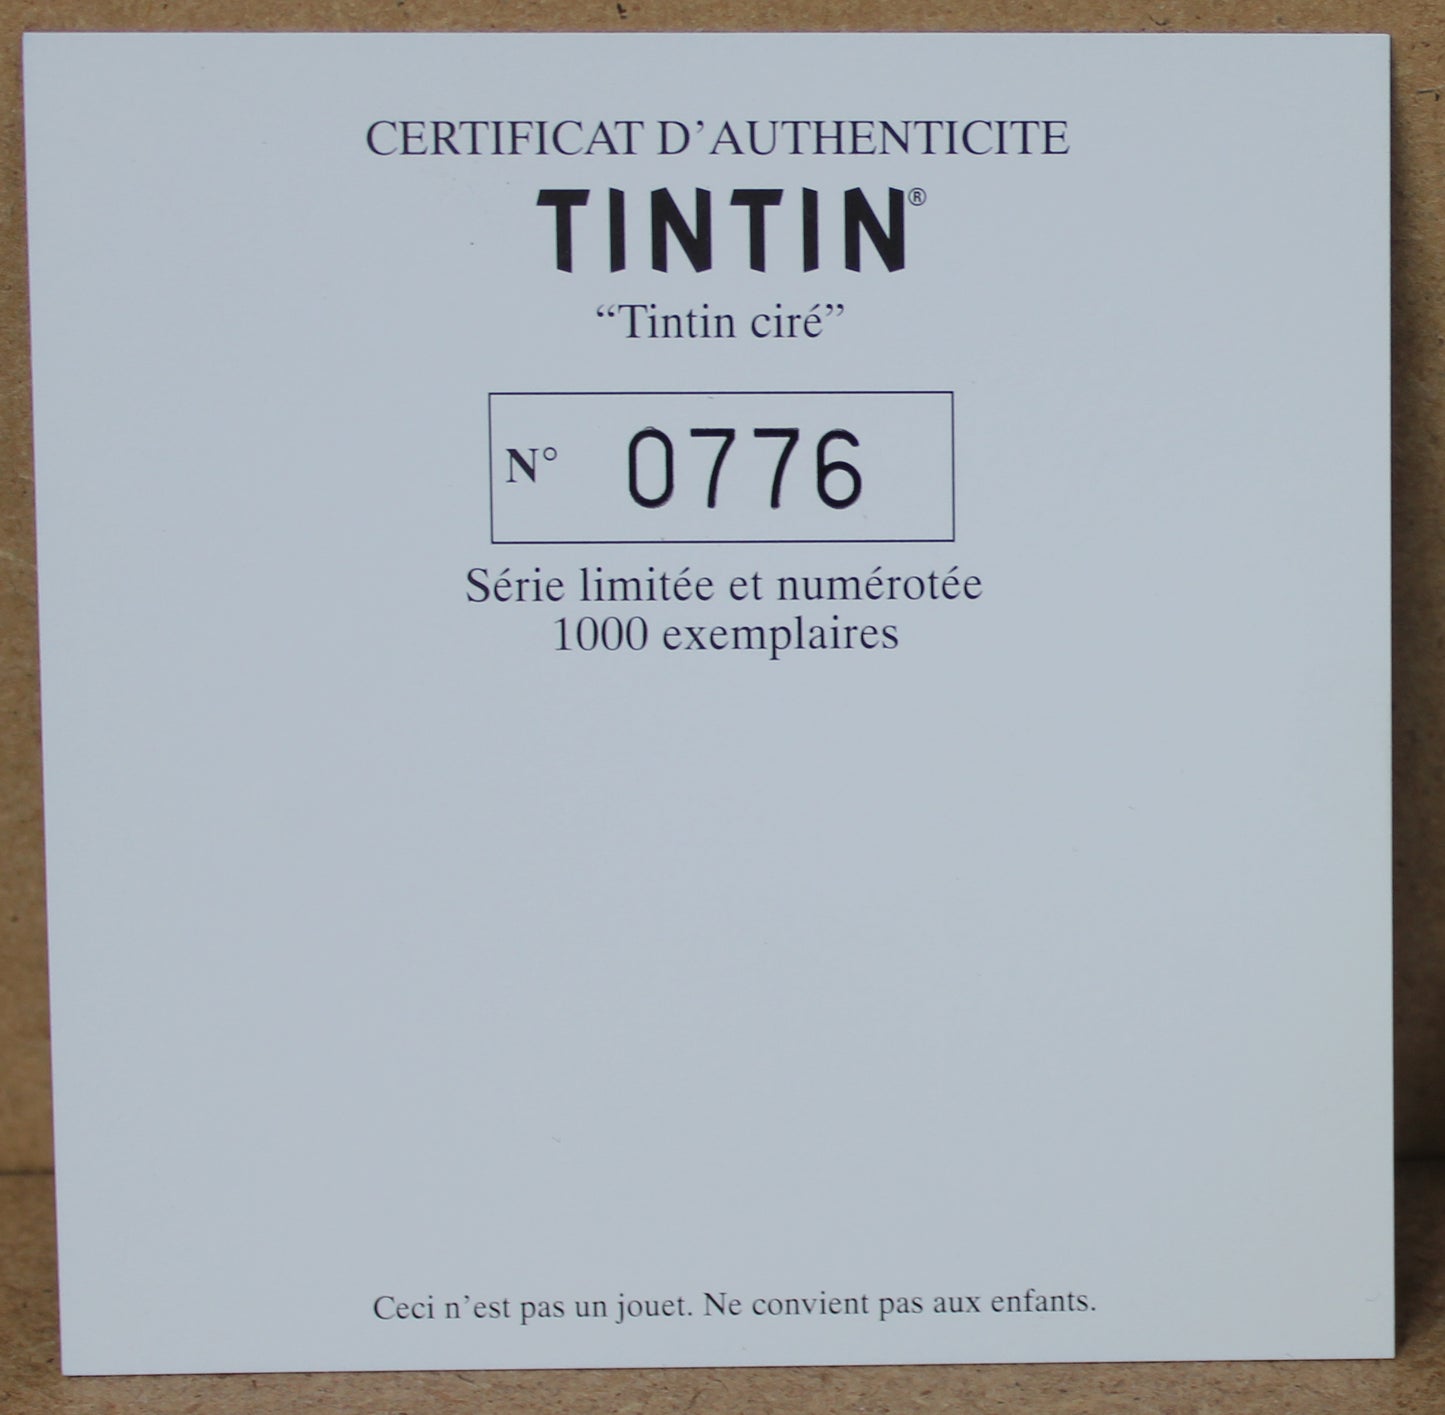 CERTIFICAT D’AUTHENTICITE
TINTIN®
“Tintin ciré”
N° 0776
Série limitée et numérotée
1000 exemplaires
Ceci n’est pas un jouet. Ne convient pas aux enfants.